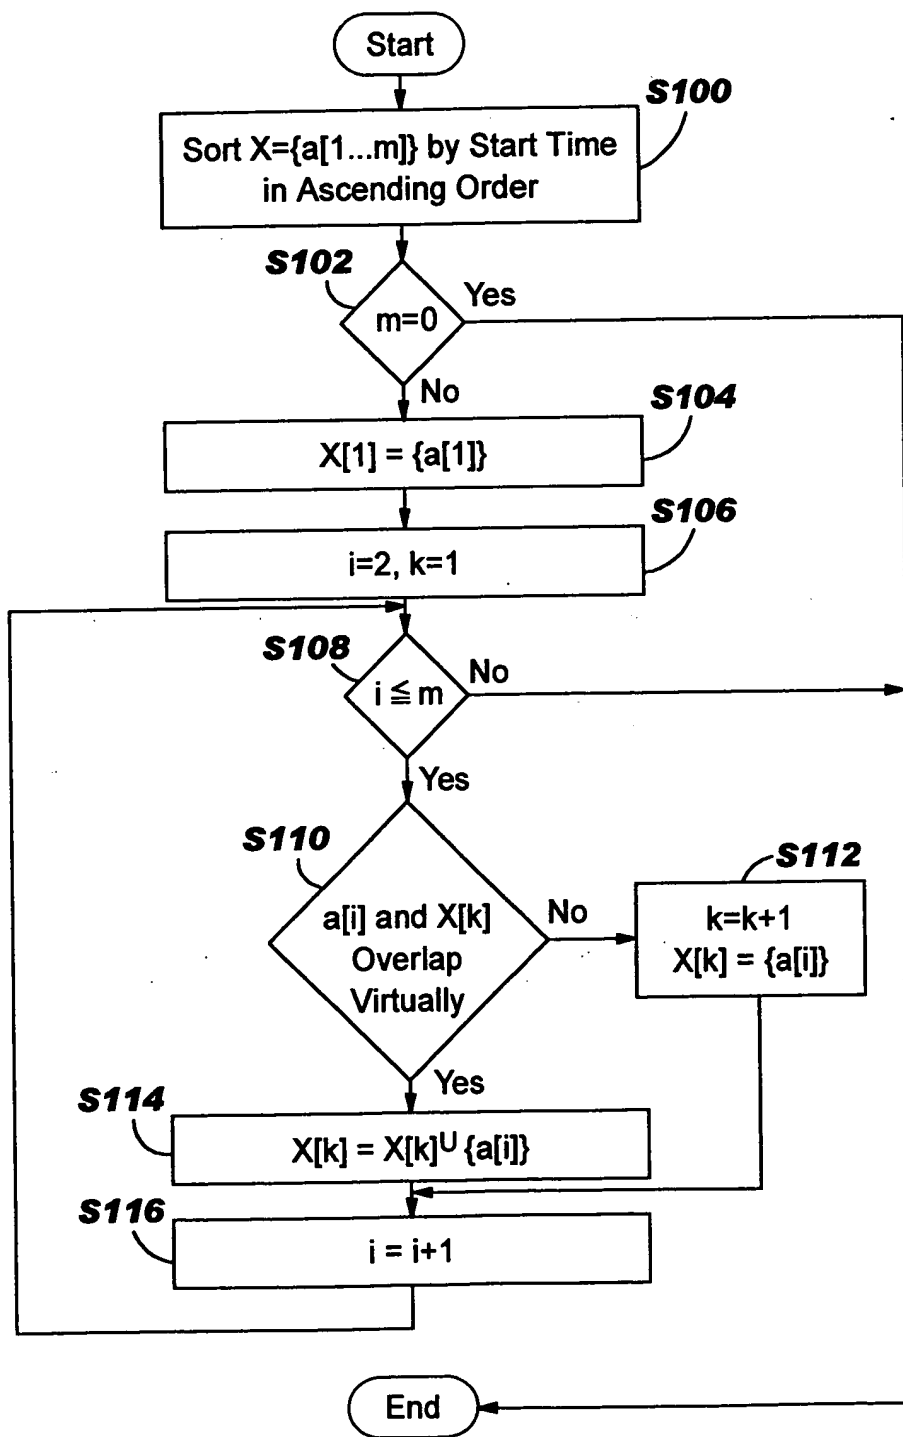 Start
S100
Sort X={a[1...m]} by Start Time
in Ascending Order
S102
Yes
m=0
No
S104
X[1] = {a[1]}
S106
i=2, k=1
S108
No
i ≦ m
Yes
S110
S112
a[i] and X[k]
Overlap
Virtually
No
k=k+1
X[k] = {a[i]}
Yes
S114
X[k] = X[k]∪{a[i]}
S116
i = i+1
End